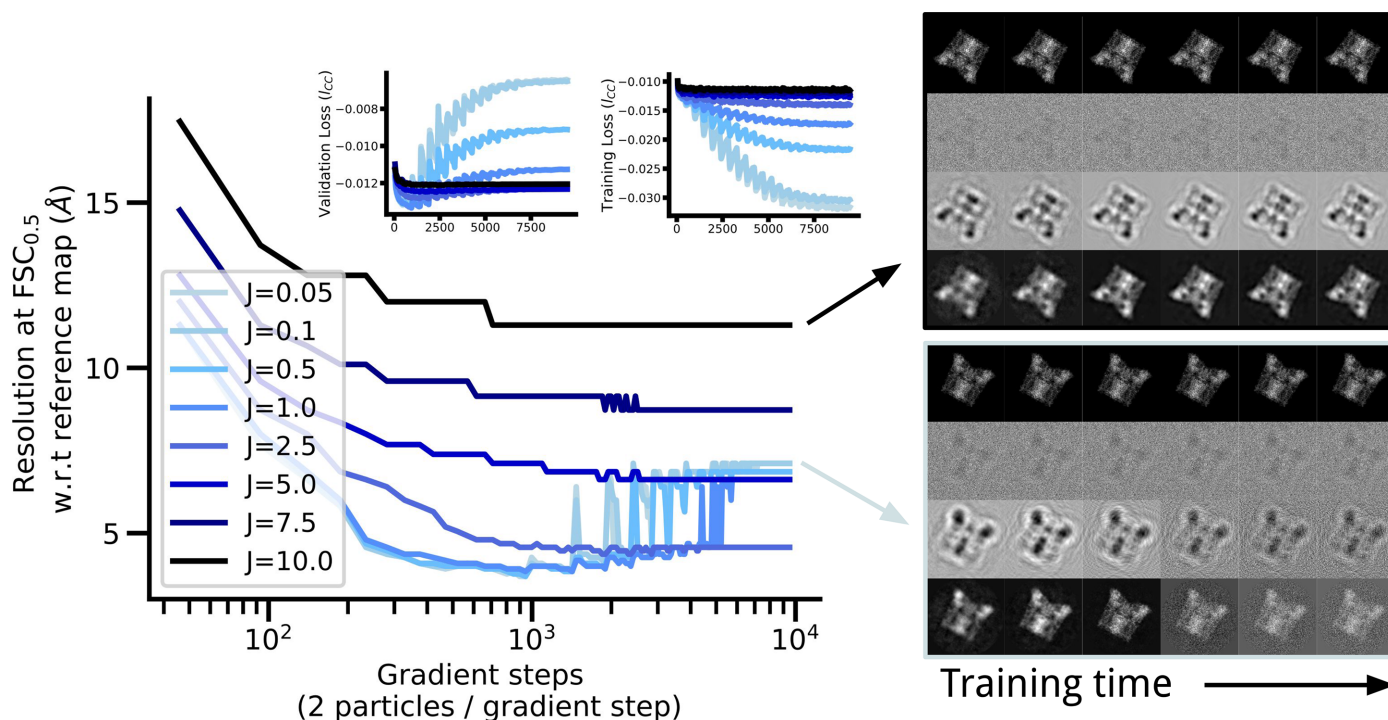 Resolution at FSC0.5
w.r.t reference map (Å)
15
10
5
10²
10³
10⁴
Gradient steps
(2 particles / gradient step)
J=0.05
J=0.1
J=0.5
J=1.0
J=2.5
J=5.0
J=7.5
J=10.0
Validation Loss (lCC)
−0.008
−0.010
−0.012
0
2500
5000
7500
Training Loss (lCC)
−0.010
−0.015
−0.020
−0.025
−0.030
0
2500
5000
7500
Training time